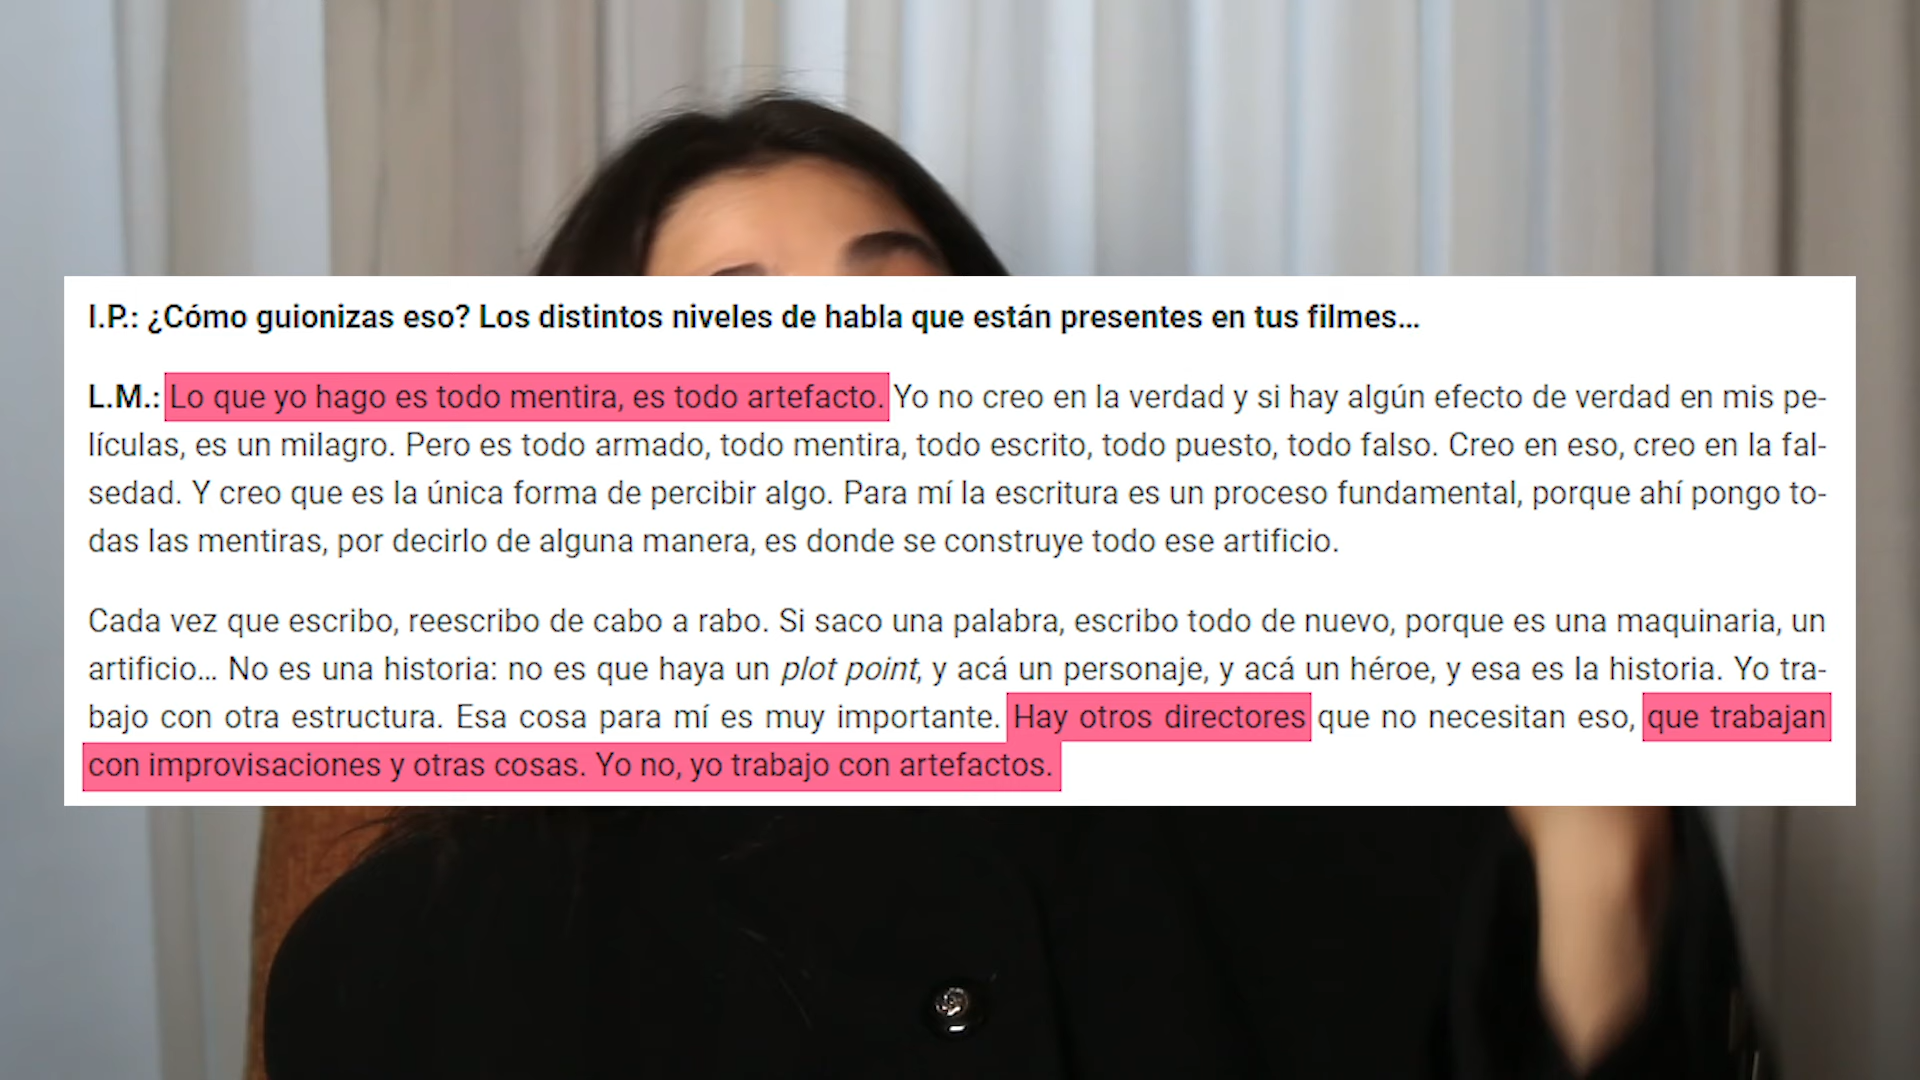 I.P.: ¿Cómo guionizas eso? Los distintos niveles de habla que están presentes en tus filmes...
L.M.: Lo que yo hago es todo mentira, es todo artefacto. Yo no creo en la verdad y si hay algún efecto de verdad en mis pe-
lículas, es un milagro. Pero es todo armado, todo mentira, todo escrito, todo puesto, todo falso. Creo en eso, creo en la fal-
sedad. Y creo que es la única forma de percibir algo. Para mí la escritura es un proceso fundamental, porque ahí pongo to-
das las mentiras, por decirlo de alguna manera, es donde se construye todo ese artificio.
Cada vez que escribo, reescribo de cabo a rabo. Si saco una palabra, escribo todo de nuevo, porque es una maquinaria, un
artificio... No es una historia: no es que haya un plot point, y acá un personaje, y acá un héroe, y esa es la historia. Yo tra-
bajo con otra estructura. Esa cosa para mí es muy importante. Hay otros directores que no necesitan eso, que trabajan
con improvisaciones y otras cosas. Yo no, yo trabajo con artefactos.